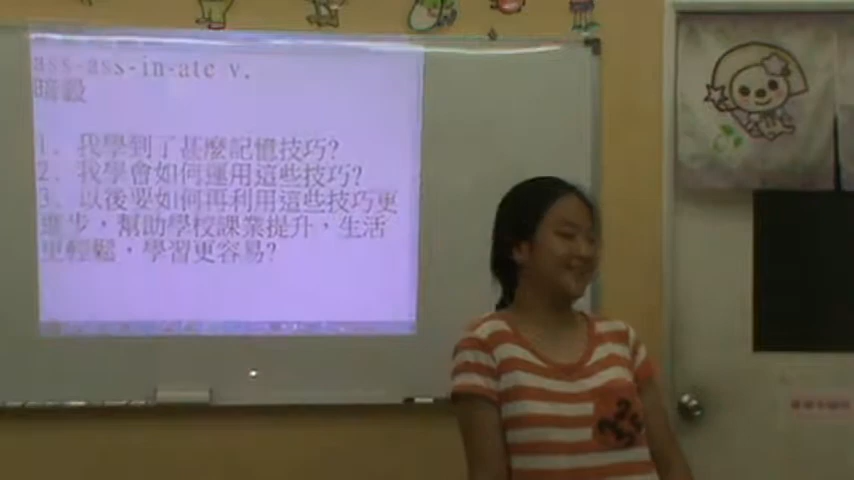 ass-ass-in-ate v.
暗殺
1. 我學到了甚麼記憶技巧?
2. 我學會如何運用這些技巧?
3. 以後要如何再利用這些技巧更
進步，幫助學校課業提升，生活
更輕鬆，學習更容易?